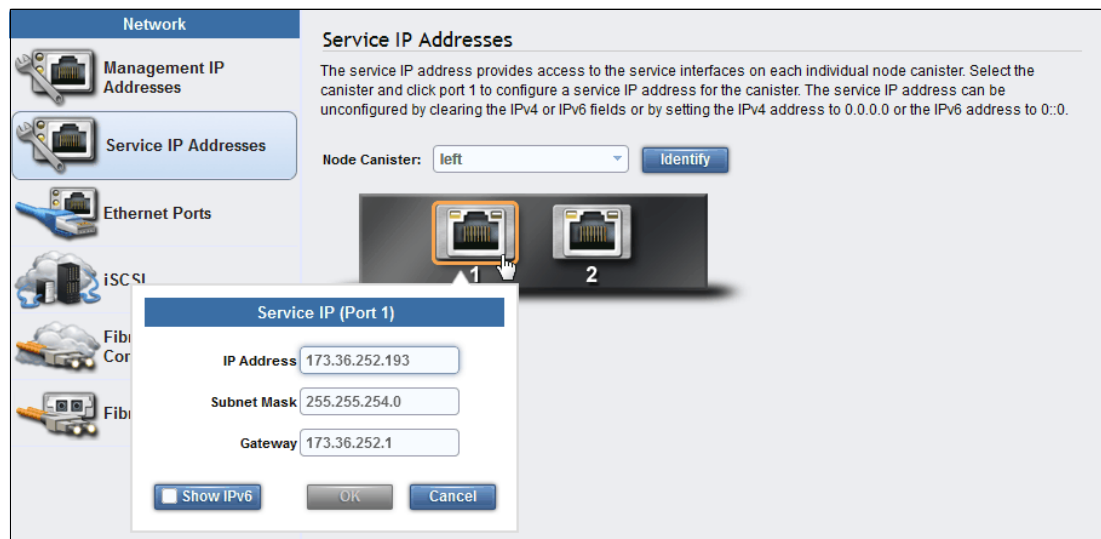 Network
Management IP
Addresses
Service IP Addresses
Ethernet Ports
iSCSI
Service IP Addresses
The service IP address provides access to the service interfaces on each individual node canister. Select the
canister and click port 1 to configure a service IP address for the canister. The service IP address can be
unconfigured by clearing the IPv4 or IPv6 fields or by setting the IPv4 address to 0.0.0.0 or the IPv6 address to 0::0.
Node Canister: left Identify
1 2
Service IP (Port 1)
IP Address 173.36.252.193
Subnet Mask 255.255.254.0
Gateway 173.36.252.1
Show IPv6 OK Cancel